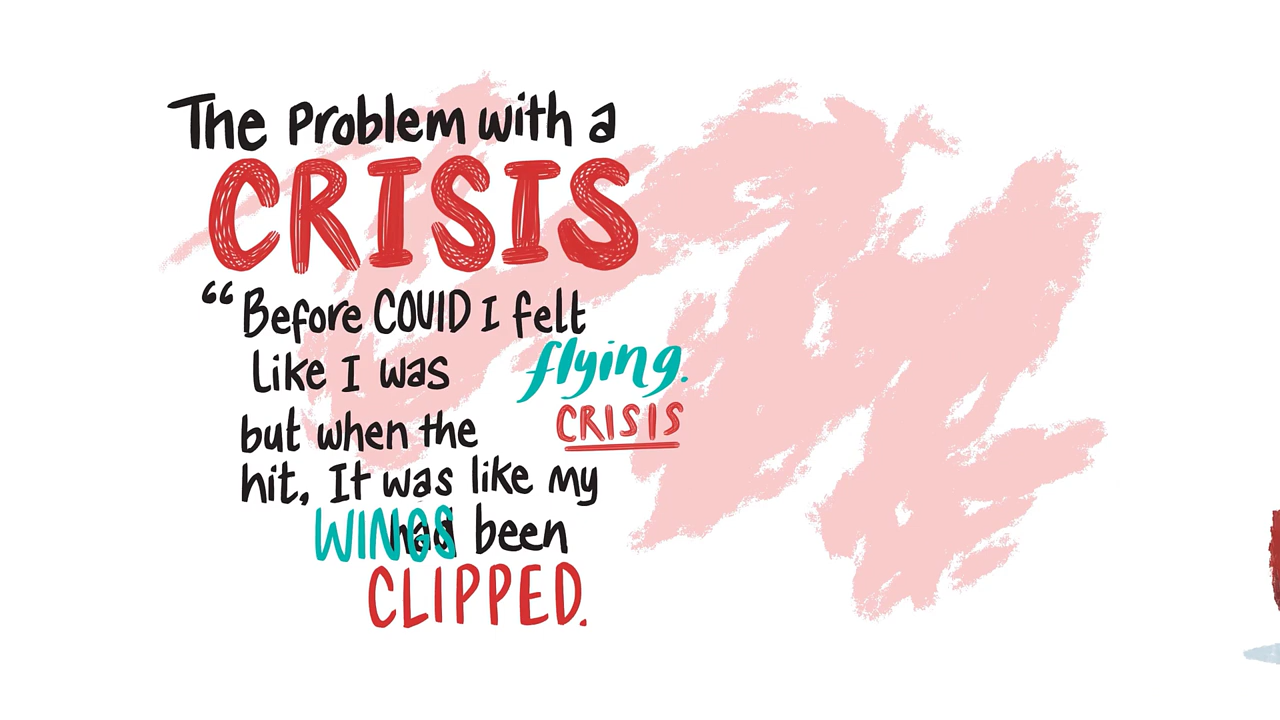 The Problem with a
CRISIS
“Before COVID I felt
like I was flying.
but when the CRISIS
hit, It was like my
WINGS had been
CLIPPED.